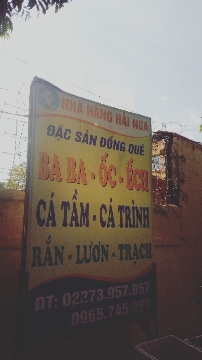 NHÀ HÀNG HẢI NGA
ĐẶC SẢN ĐỒNG QUÊ
BA BA - ỐC - ẾCH
CÁ TẦM - CÁ TRÌNH
RẮN - LƯƠN - TRẠCH
ĐT: 02273.957.957
0965.745.289